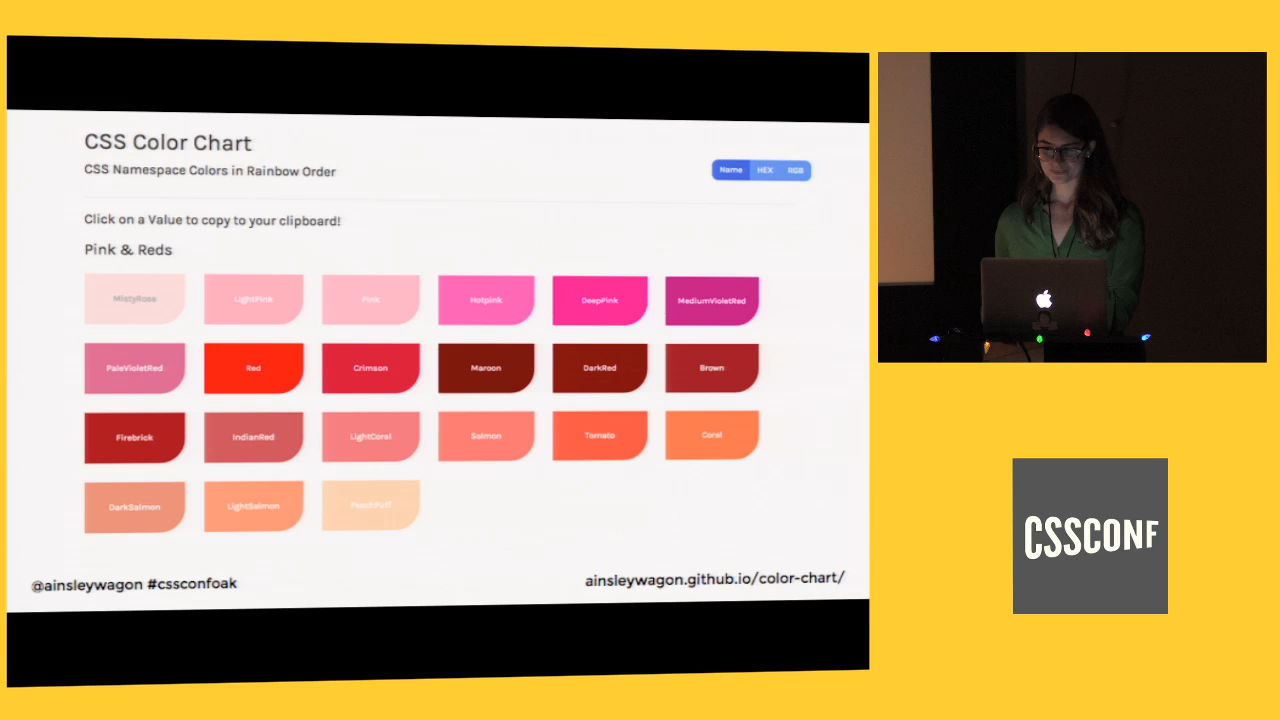 CSS Color Chart
CSS Namespace Colors in Rainbow Order
Name HEX RGB
Click on a Value to copy to your clipboard!
Pink & Reds
MistyRose LightPink Pink Hotpink DeepPink MediumVioletRed
PaleVioletRed Red Crimson Maroon DarkRed Brown
Firebrick IndianRed LightCoral Salmon Tomato Coral
DarkSalmon LightSalmon PeachPuff
@ainsleywagon #cssconfoak
ainsleywagon.github.io/color-chart/
CSSCONF